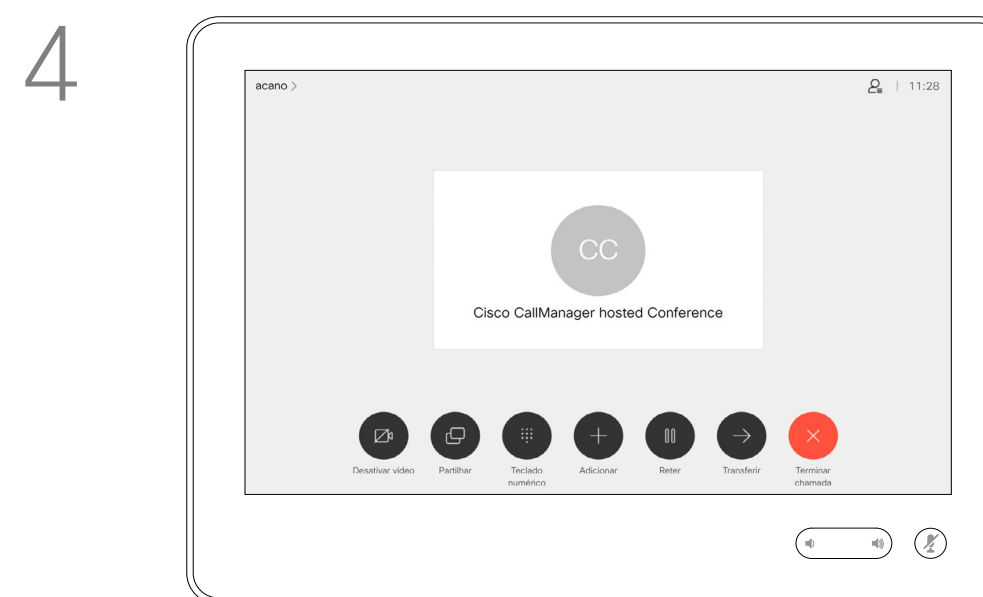 4
acano >
| 11:28
CC
Cisco CallManager hosted Conference
Desativar vídeo Partilhar Teclado Adicionar Reter Transferir Terminar
numérico chamada